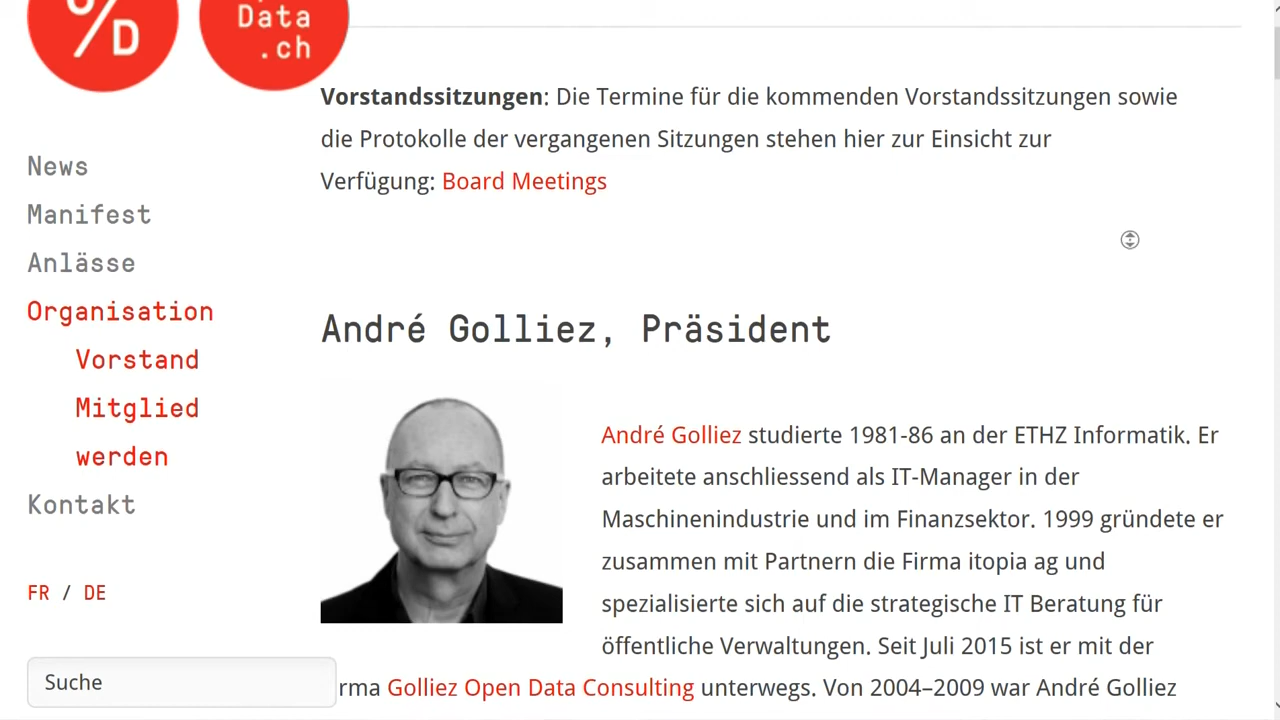 %D
Data
.ch
News
Manifest
Anlässe
Organisation
Vorstand
Mitglied
werden
Kontakt
FR / DE
Suche
Vorstandssitzungen: Die Termine für die kommenden Vorstandssitzungen sowie
die Protokolle der vergangenen Sitzungen stehen hier zur Einsicht zur
Verfügung: Board Meetings
André Golliez, Präsident
André Golliez studierte 1981-86 an der ETHZ Informatik. Er
arbeitete anschliessend als IT-Manager in der
Maschinenindustrie und im Finanzsektor. 1999 gründete er
zusammen mit Partnern die Firma itopia ag und
spezialisierte sich auf die strategische IT Beratung für
öffentliche Verwaltungen. Seit Juli 2015 ist er mit der
rma Golliez Open Data Consulting unterwegs. Von 2004–2009 war André Golliez